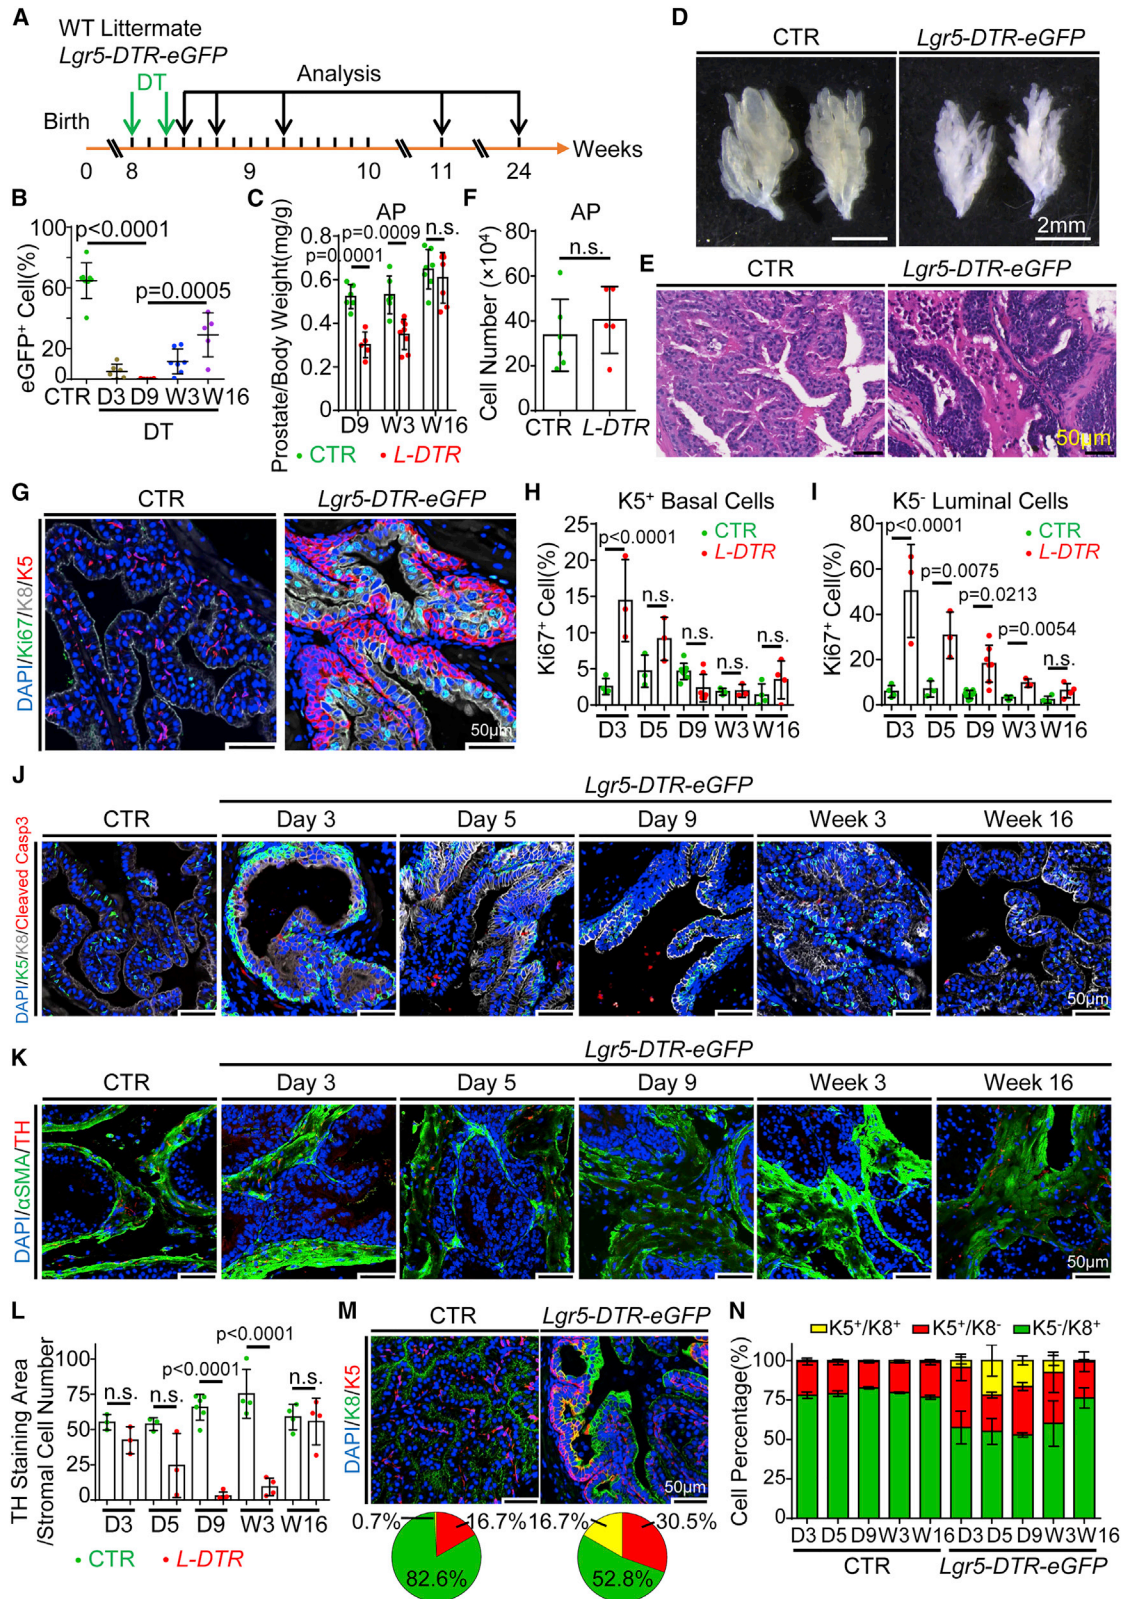 A
WT Littermate
Lgr5-DTR-eGFP
DT
Analysis
Birth
Weeks
0 8 9 10 11 24
B
eGFP⁺ Cell(%)
100
60
20
0
p<0.0001
p=0.0005
CTR D3 D9 W3 W16
DT
C
AP
Prostate/Body Weight(mg/g)
0.8
0.6
0.4
0.2
0
p=0.0001
p=0.0009
n.s.
D9 W3 W16
CTR L-DTR
F
AP
Cell Number (×10⁴)
80
60
40
20
0
n.s.
CTR L-DTR
D
CTR Lgr5-DTR-eGFP
2mm
E
CTR Lgr5-DTR-eGFP
50µm
G
CTR Lgr5-DTR-eGFP
DAPI/Ki67/K8/K5
50µm
H
K5⁺ Basal Cells
Ki67⁺ Cell(%)
25
20
15
10
5
0
CTR
L-DTR
p<0.0001
n.s.
n.s.
n.s.
n.s.
D3 D5 D9 W3 W16
I
K5⁻ Luminal Cells
Ki67⁺ Cell(%)
80
60
40
20
0
CTR
L-DTR
p<0.0001
p=0.0075
p=0.0213
p=0.0054
n.s.
D3 D5 D9 W3 W16
J
Lgr5-DTR-eGFP
CTR Day 3 Day 5 Day 9 Week 3 Week 16
DAPI/K5/K8/Cleaved Casp3
50µm
K
Lgr5-DTR-eGFP
CTR Day 3 Day 5 Day 9 Week 3 Week 16
DAPI/αSMA/TH
50µm
L
TH Staining Area
/Stromal Cell Number
100
75
50
25
0
n.s.
n.s.
p<0.0001
p<0.0001
n.s.
D3 D5 D9 W3 W16
CTR L-DTR
M
CTR Lgr5-DTR-eGFP
DAPI/K8/K5
50µm
0.7% 16.7% 16.7% 30.5%
82.6% 52.8%
N
K5⁺/K8⁺ K5⁺/K8⁻ K5⁻/K8⁺
Cell Percentage(%)
100
75
50
25
0
D3 D5 D9 W3 W16 D3 D5 D9 W3 W16
CTR Lgr5-DTR-eGFP